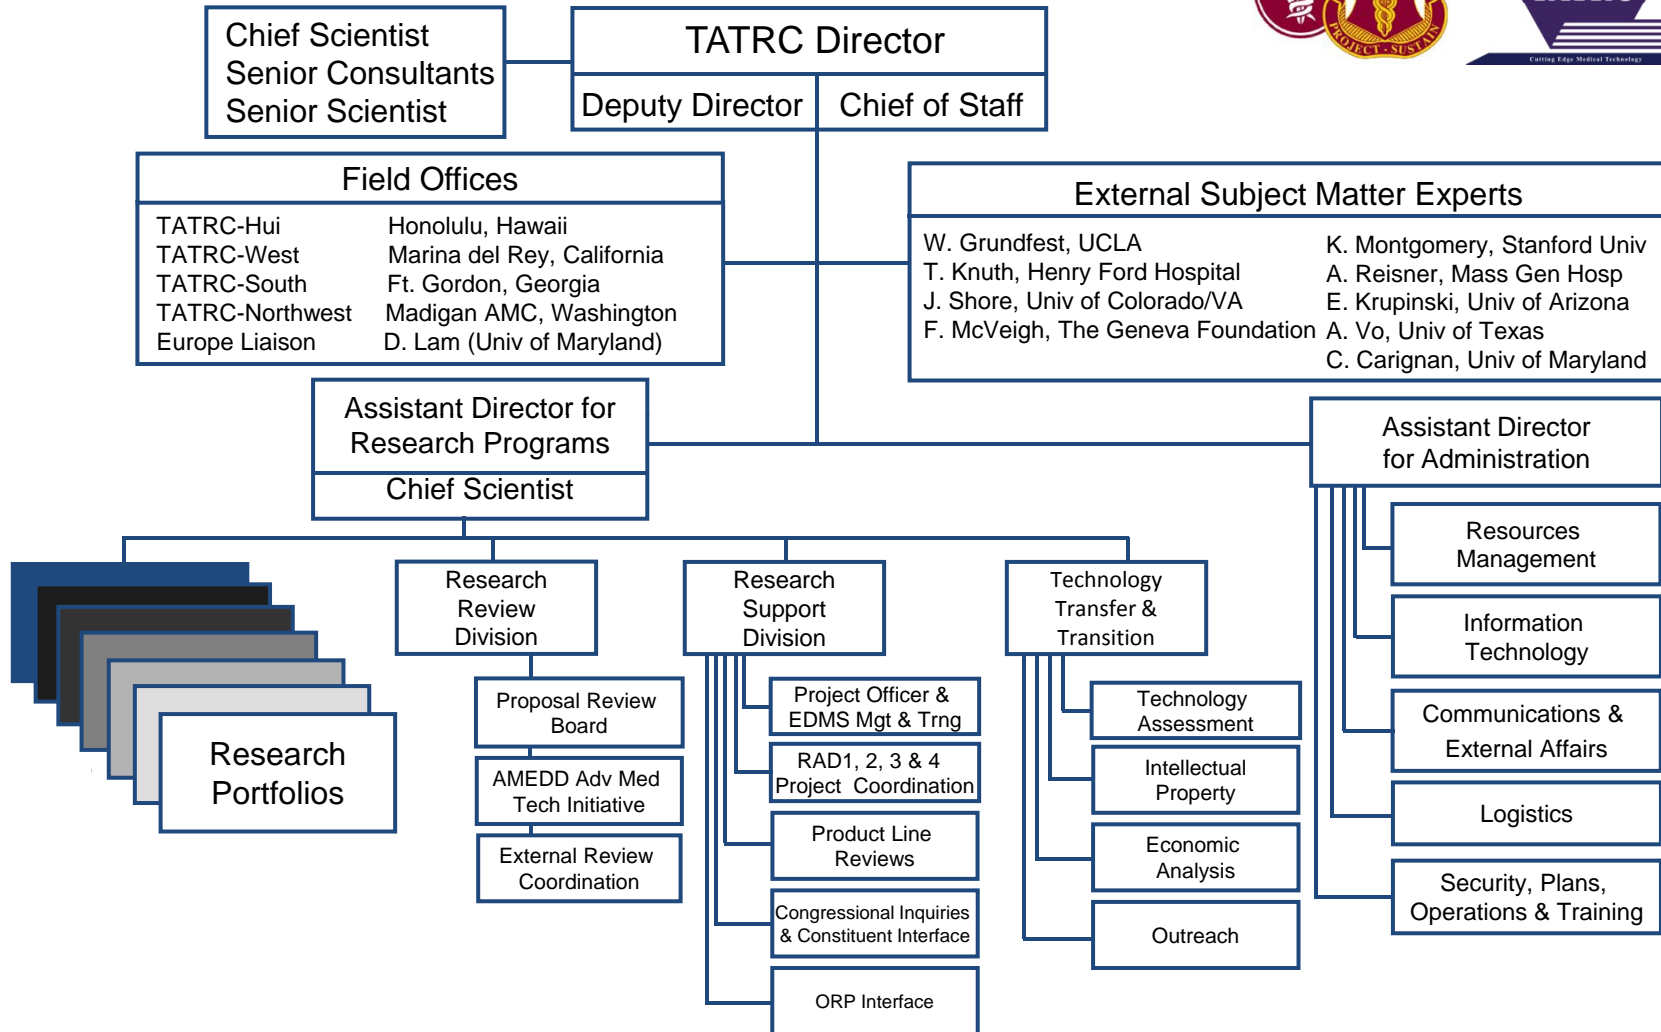 Chief Scientist
Senior Consultants
Senior Scientist
TATRC Director
Deputy Director
Chief of Staff
PROJECT - SUSTAIN
Cutting Edge Medical Technology
Field Offices
TATRC-Hui Honolulu, Hawaii
TATRC-West Marina del Rey, California
TATRC-South Ft. Gordon, Georgia
TATRC-Northwest Madigan AMC, Washington
Europe Liaison D. Lam (Univ of Maryland)
External Subject Matter Experts
W. Grundfest, UCLA
T. Knuth, Henry Ford Hospital
J. Shore, Univ of Colorado/VA
F. McVeigh, The Geneva Foundation
K. Montgomery, Stanford Univ
A. Reisner, Mass Gen Hosp
E. Krupinski, Univ of Arizona
A. Vo, Univ of Texas
C. Carignan, Univ of Maryland
Assistant Director for
Research Programs
Chief Scientist
Assistant Director
for Administration
Research
Portfolios
Research
Review
Division
Proposal Review
Board
AMEDD Adv Med
Tech Initiative
External Review
Coordination
Research
Support
Division
Project Officer &
EDMS Mgt & Trng
RAD1, 2, 3 & 4
Project Coordination
Product Line
Reviews
Congressional Inquiries
& Constituent Interface
ORP Interface
Technology
Transfer &
Transition
Technology
Assessment
Intellectual
Property
Economic
Analysis
Outreach
Resources
Management
Information
Technology
Communications &
External Affairs
Logistics
Security, Plans,
Operations & Training